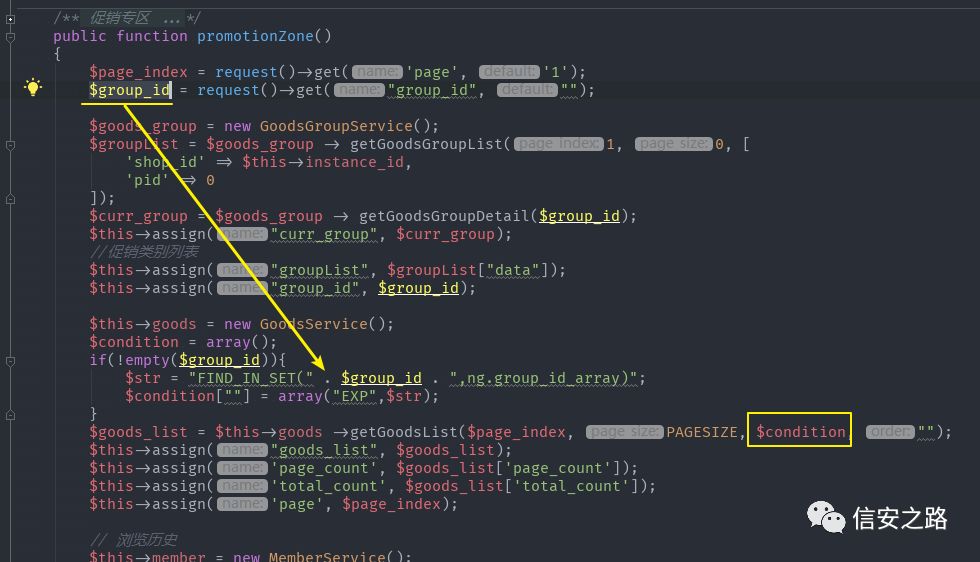 /** 促销专区 ...*/
public function promotionZone()
{
$page_index = request()->get( name: 'page', default: '1');
$group_id = request()->get( name: "group_id", default: "");
$goods_group = new GoodsGroupService();
$groupList = $goods_group -> getGoodsGroupList( page index: 1, page size: 0, [
'shop_id' => $this->instance_id,
'pid' => 0
]);
$curr_group = $goods_group -> getGoodsGroupDetail($group_id);
$this->assign( name: "curr_group", $curr_group);
//促销类别列表
$this->assign( name: "groupList", $groupList["data"]);
$this->assign( name: "group_id", $group_id);
$this->goods = new GoodsService();
$condition = array();
if(!empty($group_id)){
$str = "FIND_IN_SET(" . $group_id . ",ng.group_id_array)";
$condition[""] = array("EXP",$str);
}
$goods_list = $this->goods ->getGoodsList($page_index, page size: PAGESIZE, $condition, order: "");
$this->assign( name: "goods_list", $goods_list);
$this->assign( name: 'page_count', $goods_list['page_count']);
$this->assign( name: 'total_count', $goods_list['total_count']);
$this->assign( name: 'page', $page_index);
信安之路
// 浏览历史
$this->member = new MemberService();